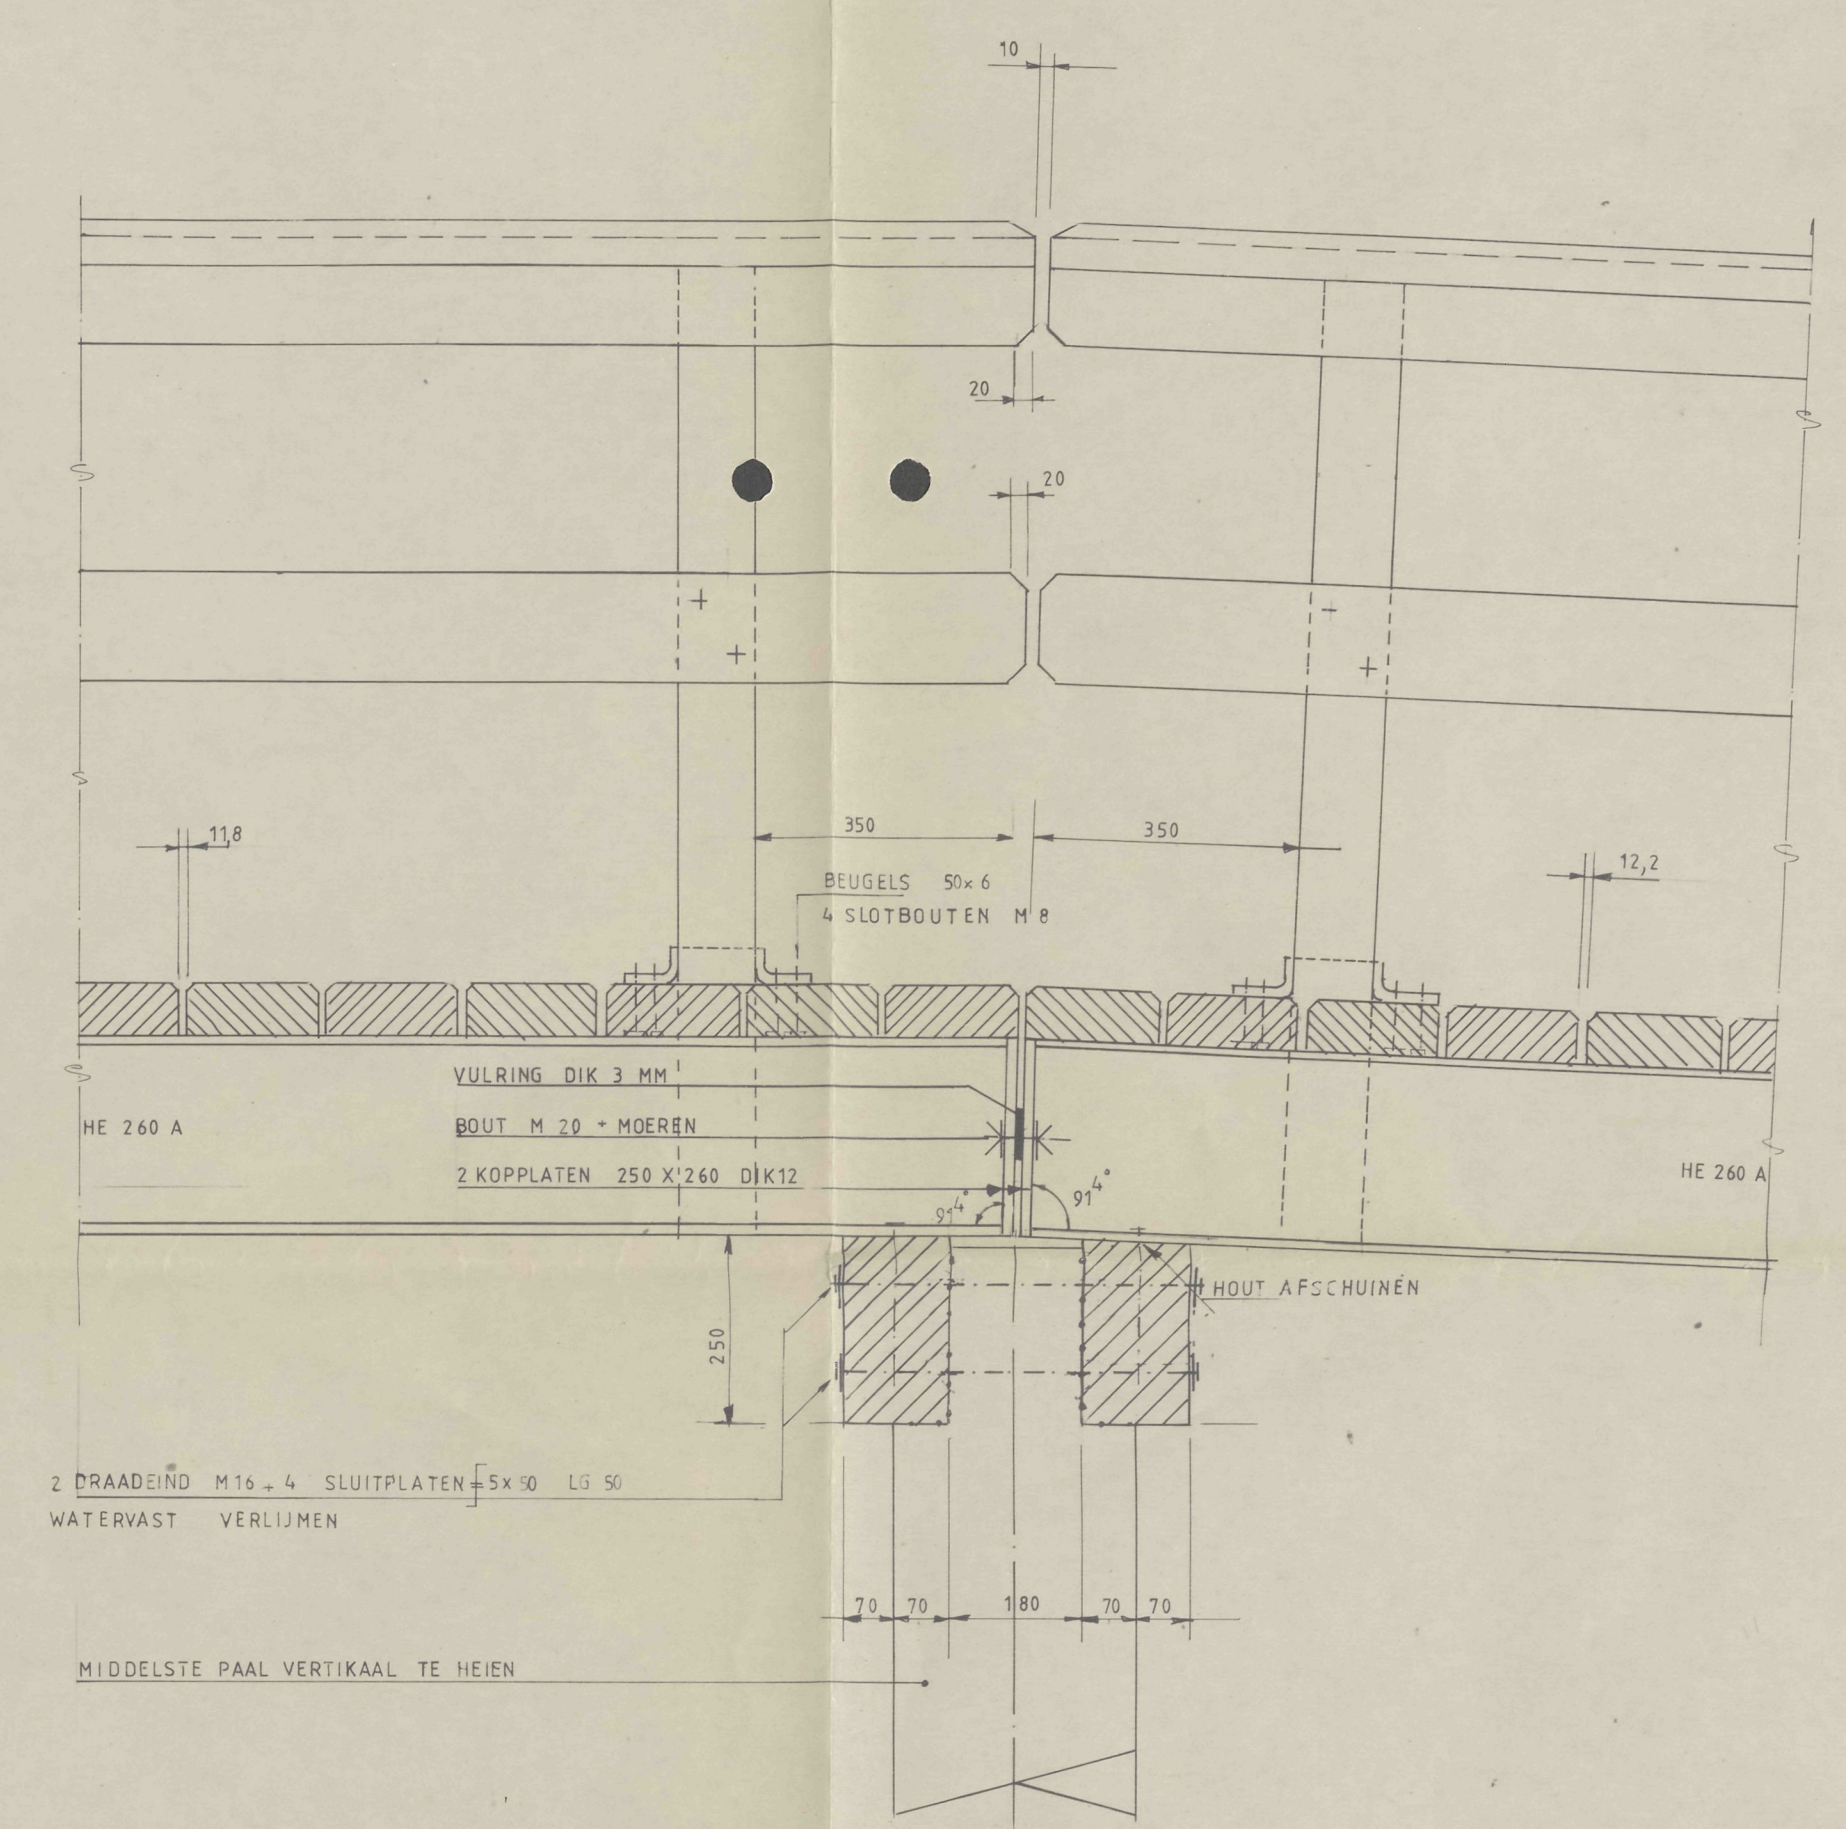 10
20
20
11,8
350
350
12,2
BEUGELS 50x 6
4 SLOTBOUTEN M 8
VULRING DIK 3 MM
HE 260 A
BOUT M 20 + MOEREN
2 KOPPLATEN 250 X 260 DIK12
HE 260 A
91 4°
91 4°
HOUT AFSCHUINEN
250
2 DRAADEIND M16 + 4 SLUITPLATEN 5x 50 LG 50
WATERVAST VERLIJMEN
70 70 180 70 70
MIDDELSTE PAAL VERTIKAAL TE HEIEN